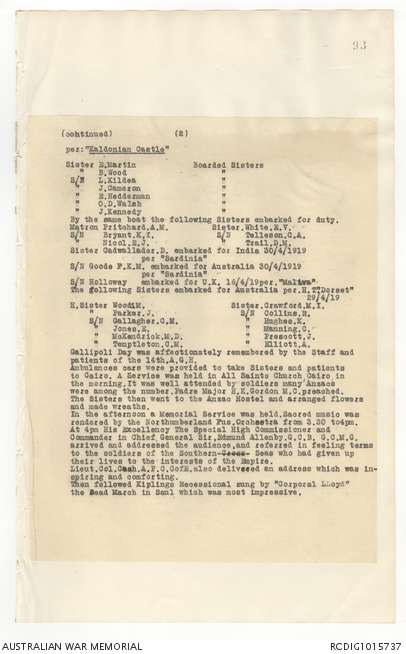 93
(cohtinued) (2)
per:"Kaldonian Castle"
Sister E,Martin Boarded Sisters
" B,Wood "
S/N L,Kildea "
" J,Cameron "
" E,Hedderman "
" O,D,Walsh "
" J,Kennedy "
By the same boat the following Sisters embarked for duty.
Matron Pritchard,A,M. Sister,White,E,V.
S/N Bryant,K,I, S/N Telleson,C,A.
" Nicol,E,J. " Trail,D,M.
Sister Cadwallader,D. embarked for India 30/4/1919
per "Sardinia"
S/N Goode F,K,M, embarked for Australia 30/4/1919
per "Sardinia"
S/N Holloway embarked for U.K. 16/4/19per."Maliwa"
The following Sisters embarked for Australia per.H.T"Dorset"
29/4/19
H,Sister Wood,M. Sister,Crawford,M,I,
" Parker,J, S/N Collins,R,
S/N Gallagher,C,M. " Hughes,K.
" Jones,E, " Manning,C,
" McKendrick,M,D. " Prescott,J,
" Templeton,C,M. " Elliott,A.
Gallipoli Day was affectionately remembered by the Staff and
patients of the 14th,A,G,H.
Ambulances cars were provided to take Sisters and patients
to Cairo. A Service was held in All Saints Church Cairo in
the morning.It was well attended by soldiers many Anzacs
were among the number.Padre Major H,K,Gordon M,C,preached.
The Sisters then went to the Anzac Hostel and arranged flowers
and made wreaths.
In the afternoon a Memorial Service was held.Sacred music was
rendered by the Northumberland Fus,Orchestra from 3.30 to4pm.
At 4pm His Excellency The Special High Commissioner and
Commander in Chief, General Sir,Edmund Allenby.G,C,B, G,C,M,G.
arrived and addressed the audience,and referred in feeling terms
to the soldiers of the Southern Seas who had given up
their lives to the interests of the Empire.
Lieut,Col,Cash,A,P,C,CofE,also delivered an address which was in-
spiring and comforting.
Then followed Kiplings Recessional sung by "Corporal Lloyd"
the Dead March in Saul which was most impressive.
AUSTRALIAN WAR MEMORIAL RCDIG1015737